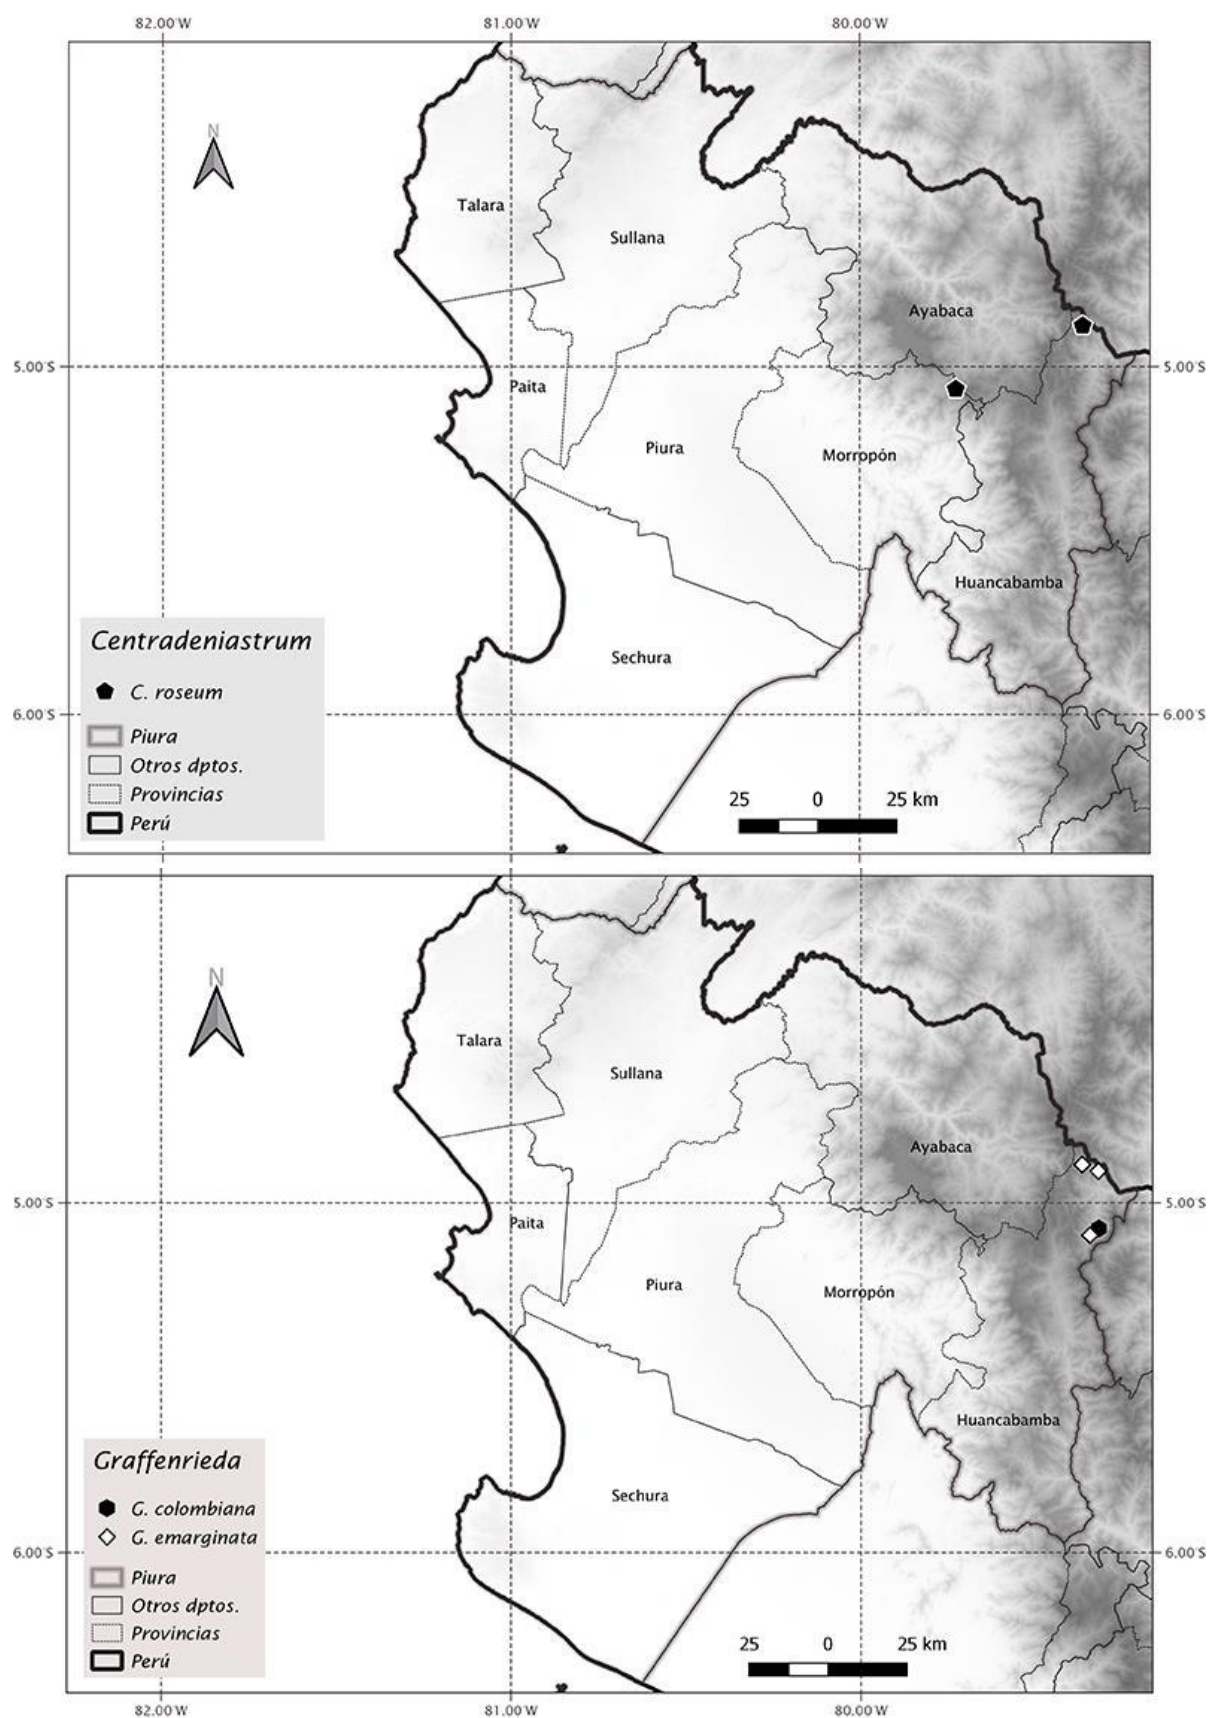 82.00°W 81.00°W 80.00°W
N
Talara
Sullana
Ayabaca
5.00°S 5.00°S
Paita
Piura
Morropón
Huancabamba
Centradeniastrum
Sechura
C. roseum
6.00°S 6.00°S
Piura
Otros dptos.
Provincias
25 0 25 km
Perú
N
Talara
Sullana
Ayabaca
5.00°S 5.00°S
Paita
Piura
Morropón
Huancabamba
Graffenrieda
Sechura
G. colombiana
G. emarginata
6.00°S 6.00°S
Piura
Otros dptos.
Provincias
25 0 25 km
Perú
82.00°W 81.00°W 80.00°W